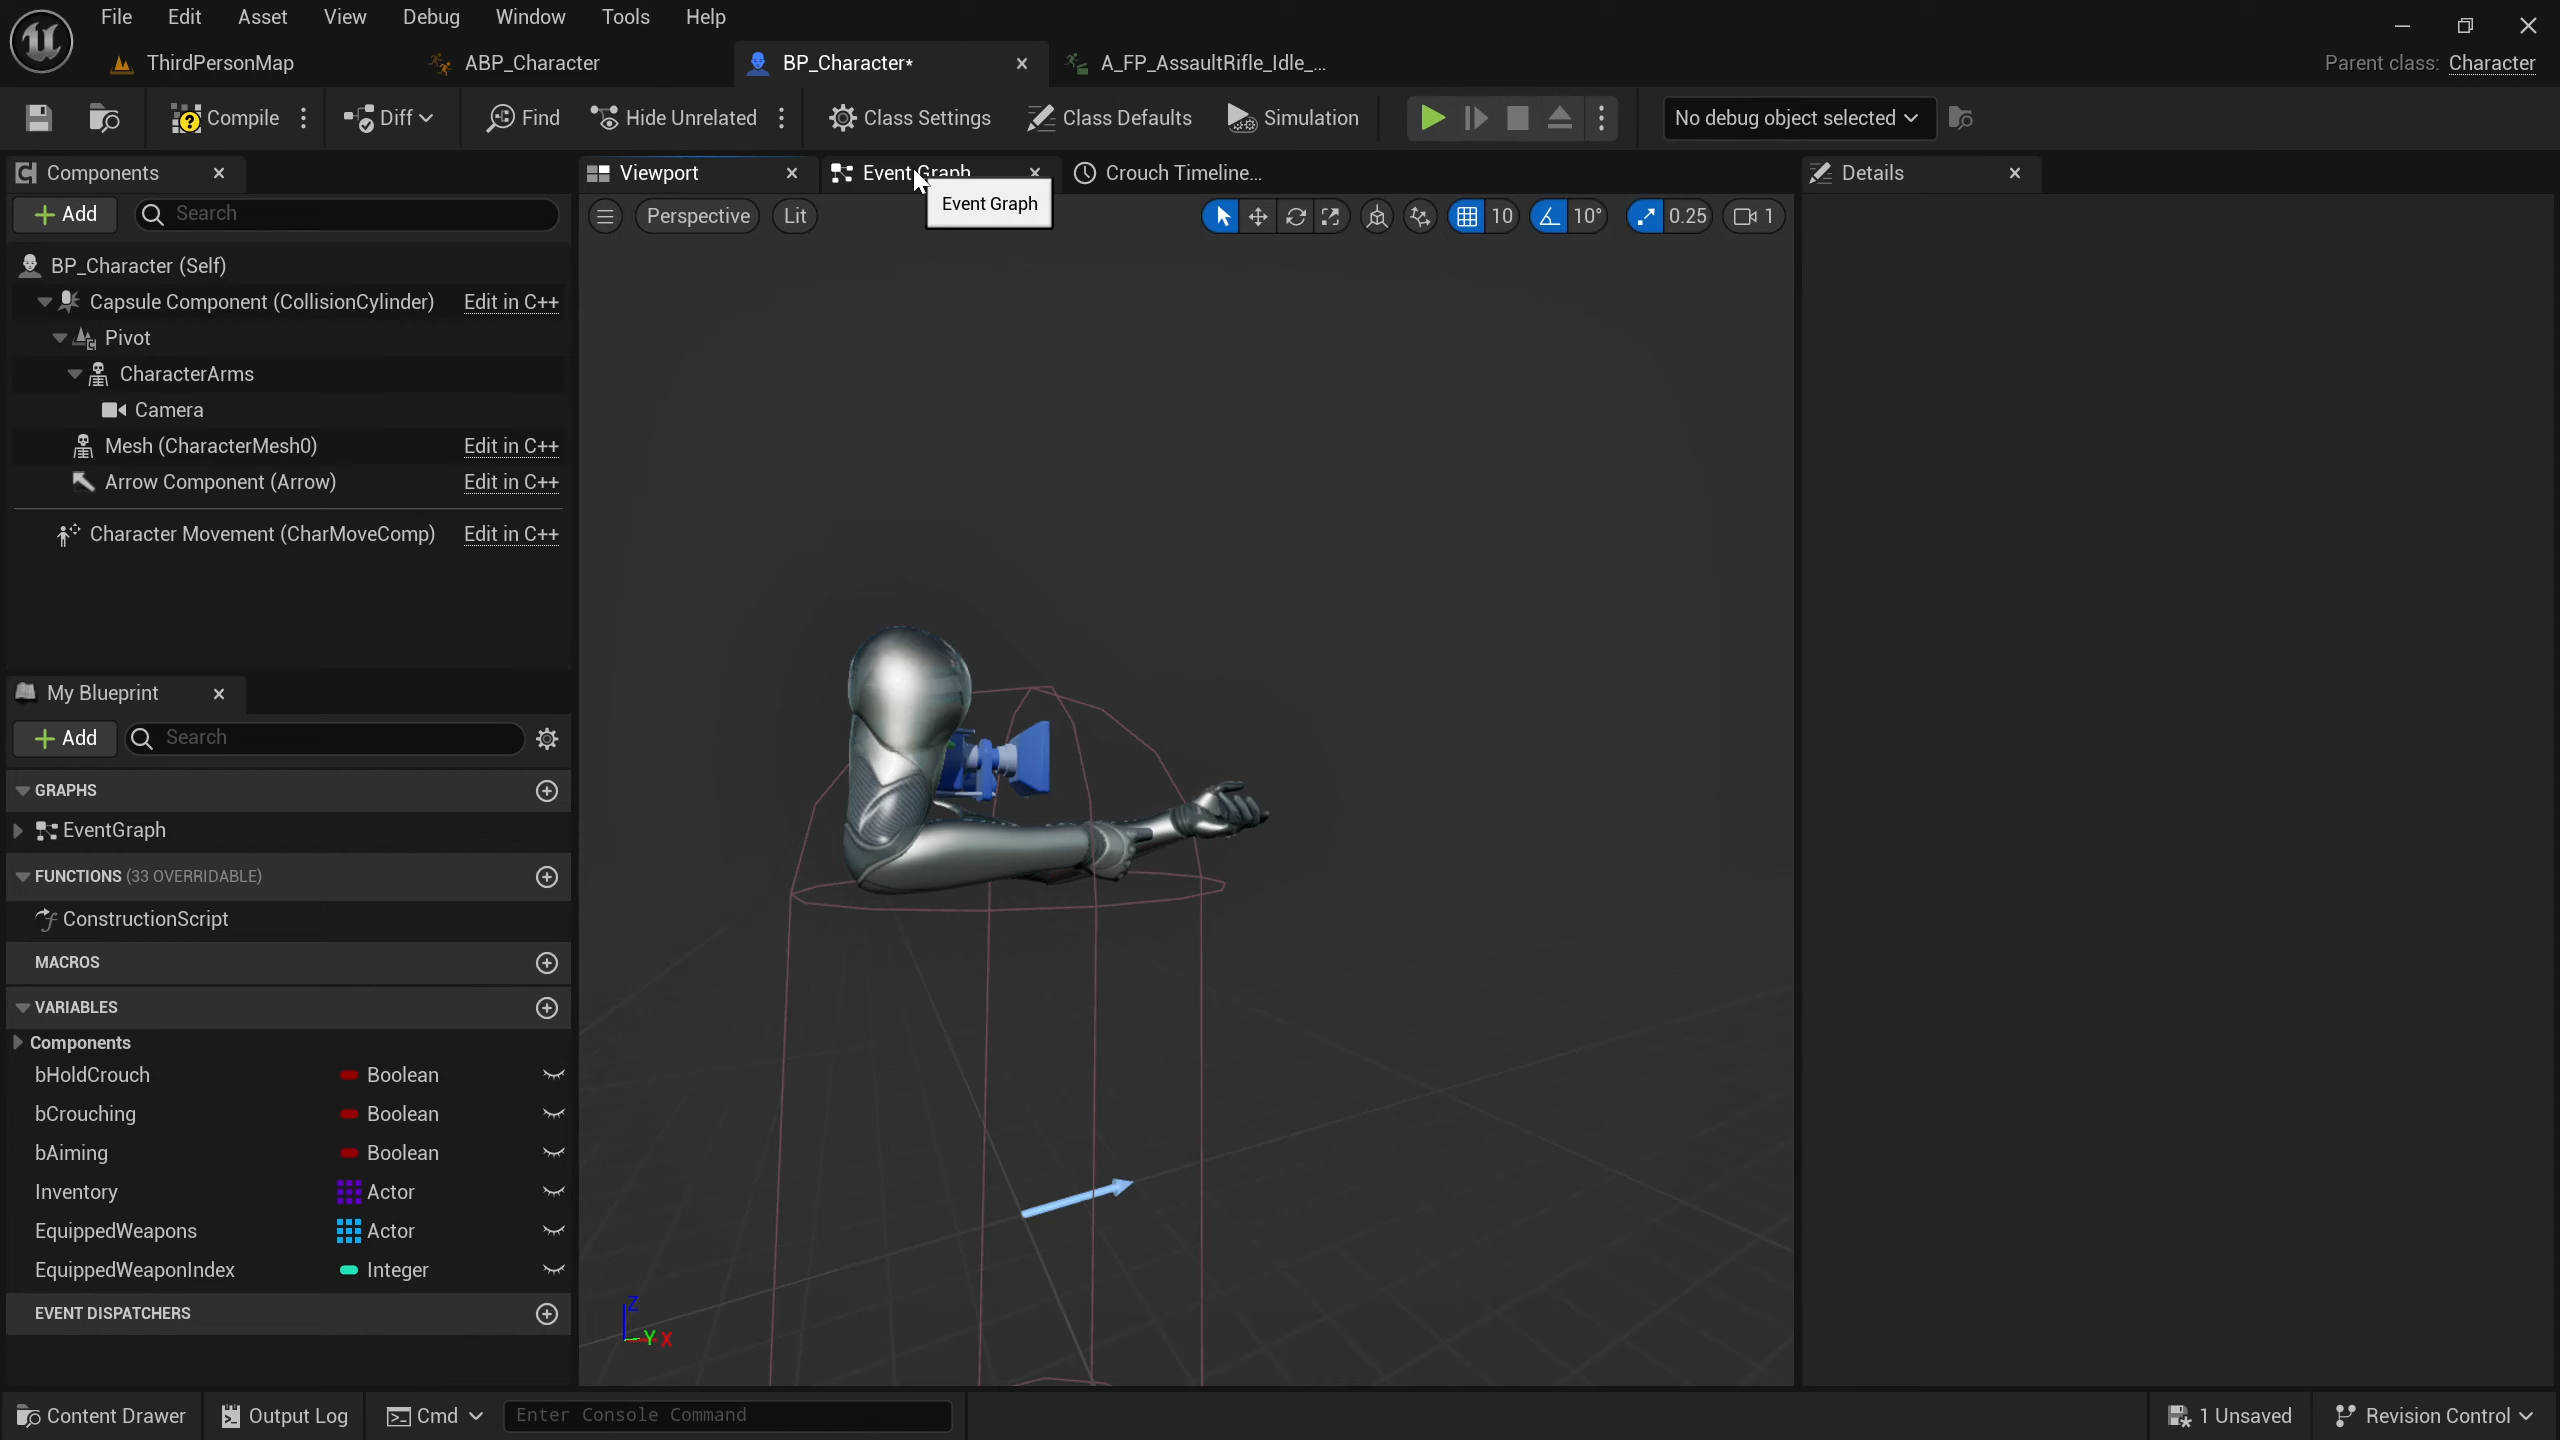 File Edit Asset View Debug Window Tools Help
ThirdPersonMap ABP_Character BP_Character* A_FP_AssaultRifle_Idle_... Parent class: Character
Compile Diff Find Hide Unrelated Class Settings Class Defaults Simulation No debug object selected
Components Viewport Event Graph Crouch Timeline... Details
Add Search Perspective Lit Event Graph 10 10° 0.25 1
BP_Character (Self)
Capsule Component (CollisionCylinder) Edit in C++
Pivot
CharacterArms
Camera
Mesh (CharacterMesh0) Edit in C++
Arrow Component (Arrow) Edit in C++
Character Movement (CharMoveComp) Edit in C++
My Blueprint
Add Search
GRAPHS
EventGraph
FUNCTIONS (33 OVERRIDABLE)
ConstructionScript
MACROS
VARIABLES
Components
bHoldCrouch Boolean
bCrouching Boolean
bAiming Boolean
Inventory Actor
EquippedWeapons Actor
EquippedWeaponIndex Integer
EVENT DISPATCHERS
Z
Y X
Content Drawer Output Log Cmd Enter Console Command 1 Unsaved Revision Control